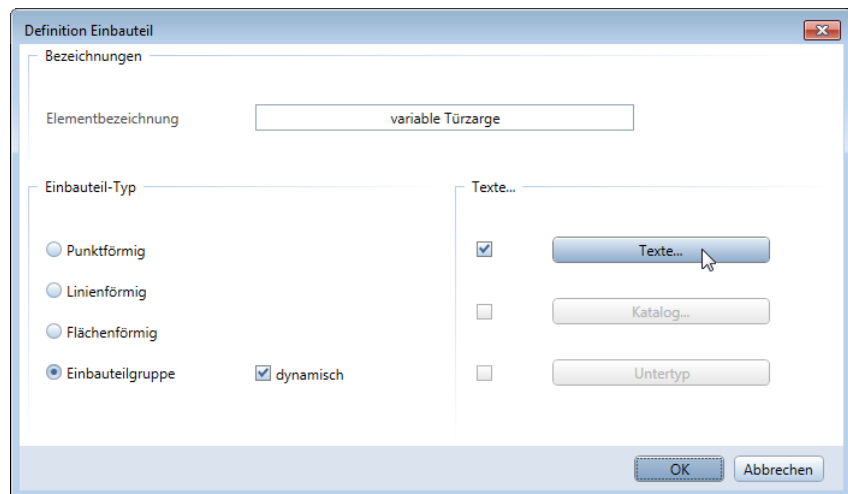 Definition Einbauteil
Bezeichnungen
Elementbezeichnung variable Türzarge
Einbauteil-Typ Texte...
Punktförmig Texte...
Linienförmig Katalog...
Flächenförmig
Einbauteilgruppe dynamisch Untertyp
OK Abbrechen